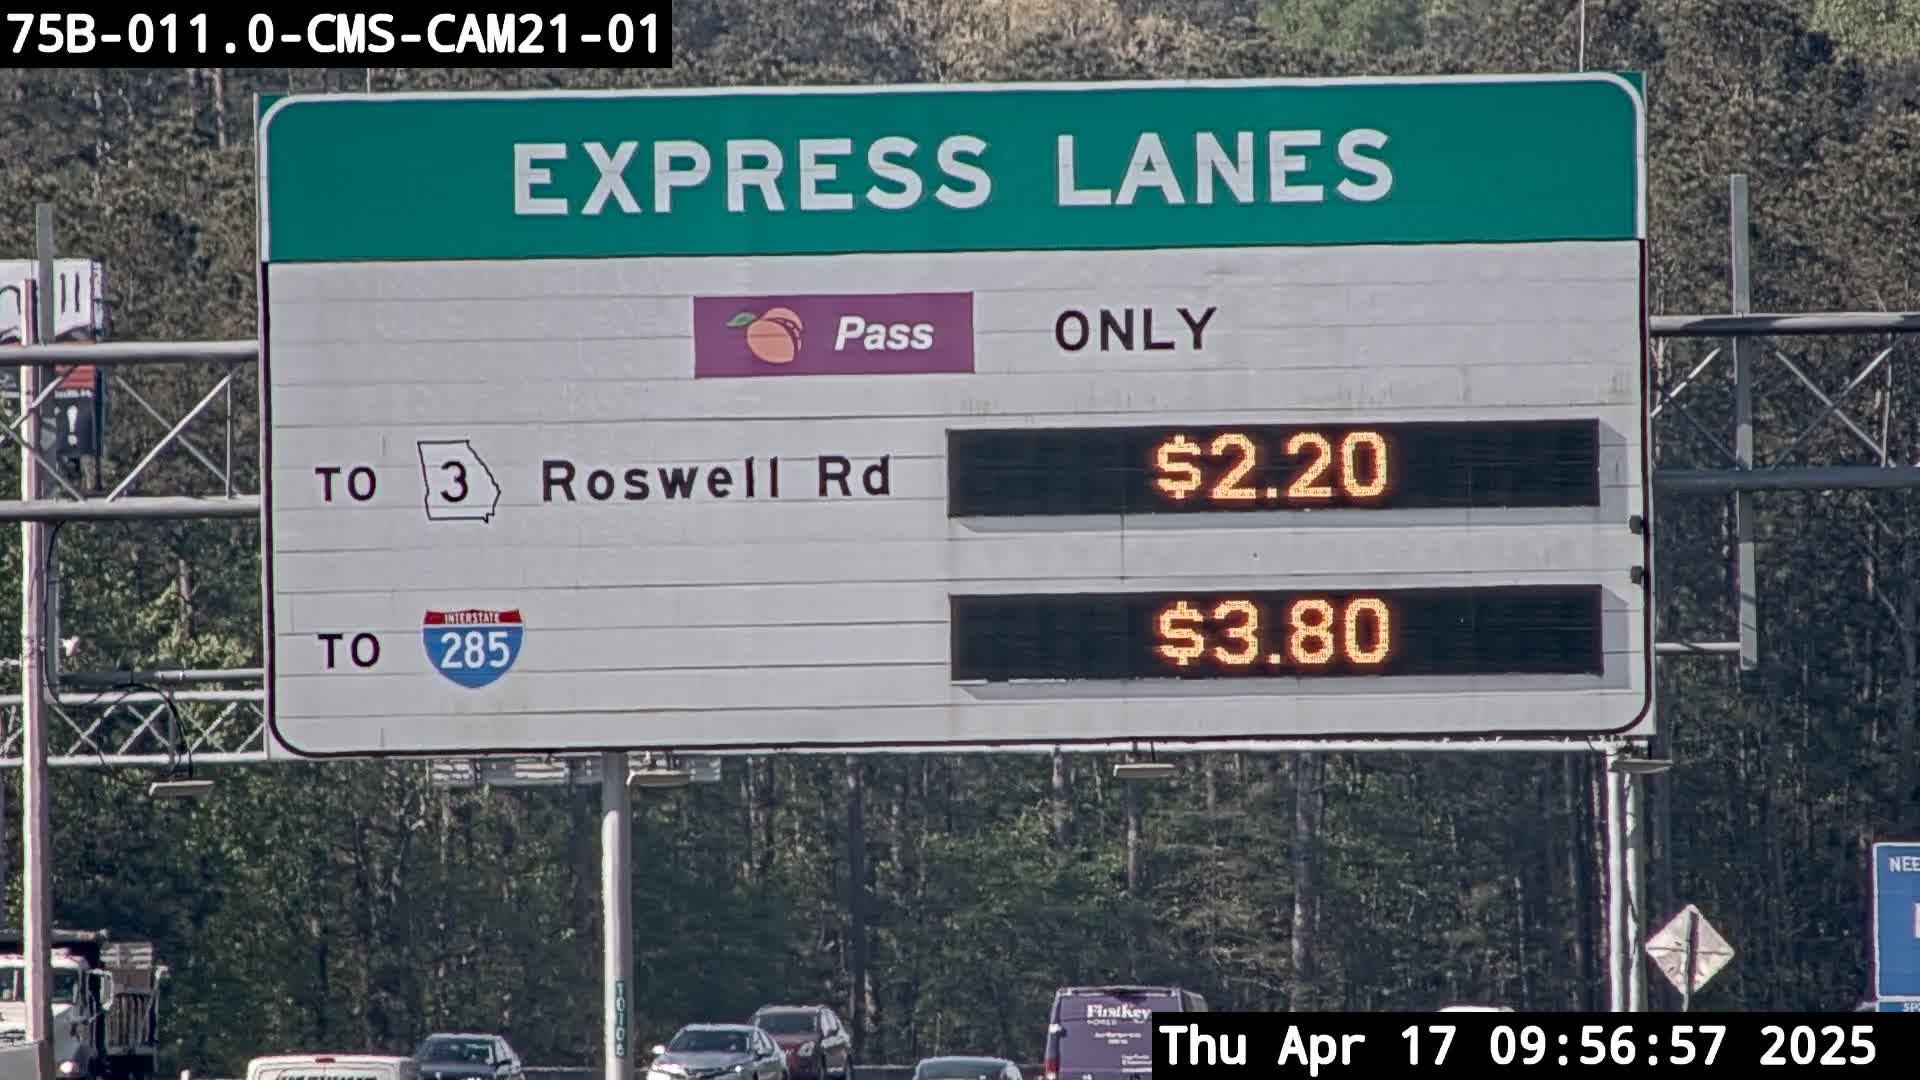 75B-011.0-CMS-CAM21-01
EXPRESS LANES
Pass ONLY
TO 3 Roswell Rd $2.20
INTERSTATE
TO 285 $3.80
FirstKey
Thu Apr 17 09:56:57 2025